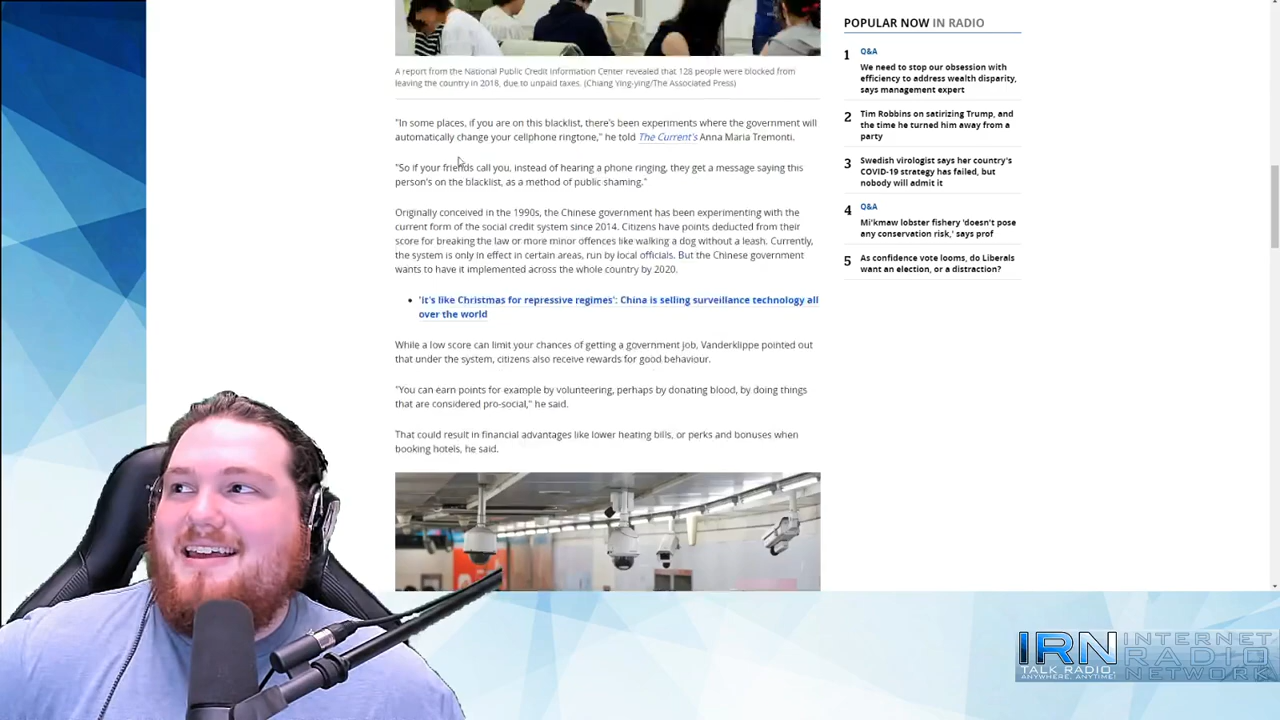 A report from the National Public Credit Information Center revealed that 128 people were blocked from
leaving the country in 2018, due to unpaid taxes. (Chiang Ying-ying/The Associated Press)
"In some places, if you are on this blacklist, there's been experiments where the government will
automatically change your cellphone ringtone," he told The Current's Anna Maria Tremonti.
"So if your friends call you, instead of hearing a phone ringing, they get a message saying this
person's on the blacklist, as a method of public shaming."
Originally conceived in the 1990s, the Chinese government has been experimenting with the
current form of the social credit system since 2014. Citizens have points deducted from their
score for breaking the law or more minor offences like walking a dog without a leash. Currently,
the system is only in effect in certain areas, run by local officials. But the Chinese government
wants to have it implemented across the whole country by 2020.
• 'It's like Christmas for repressive regimes': China is selling surveillance technology all
over the world
While a low score can limit your chances of getting a government job, Vanderklippe pointed out
that under the system, citizens also receive rewards for good behaviour.
"You can earn points for example by volunteering, perhaps by donating blood, by doing things
that are considered pro-social," he said.
That could result in financial advantages like lower heating bills, or perks and bonuses when
booking hotels, he said.
POPULAR NOW IN RADIO
1 Q&A
We need to stop our obsession with
efficiency to address wealth disparity,
says management expert
2 Tim Robbins on satirizing Trump, and
the time he turned him away from a
party
3 Swedish virologist says her country's
COVID-19 strategy has failed, but
nobody will admit it
4 Q&A
Mi'kmaw lobster fishery 'doesn't pose
any conservation risk,' says prof
5 As confidence vote looms, do Liberals
want an election, or a distraction?
IRN INTERNET
RADIO
NETWORK
TALK RADIO.
ANYWHERE. ANYTIME!